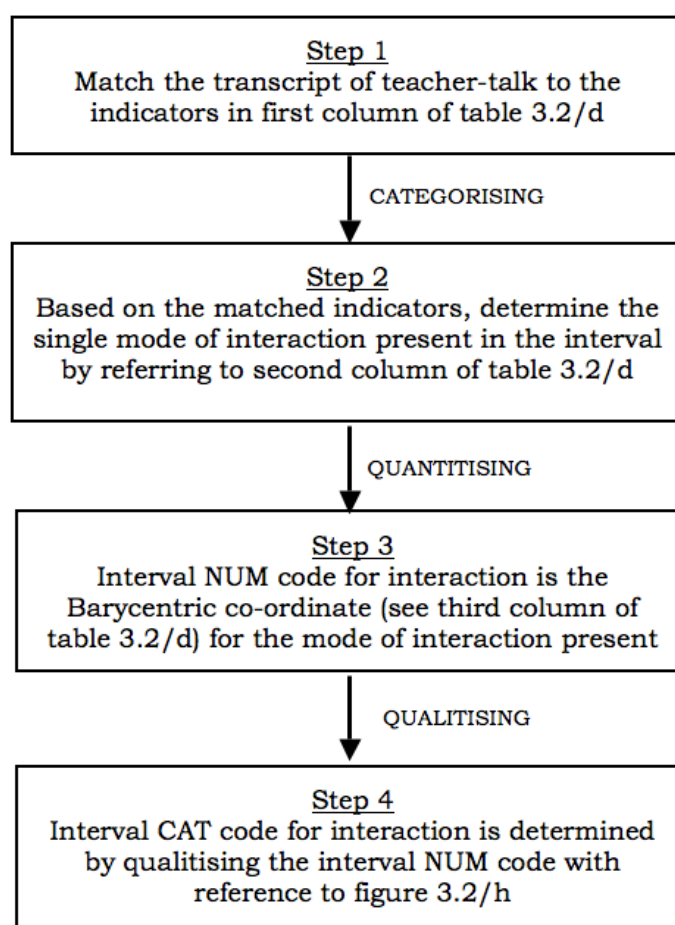 Step 1
Match the transcript of teacher-talk to the
indicators in first column of table 3.2/d
CATEGORISING
Step 2
Based on the matched indicators, determine the
single mode of interaction present in the interval
by referring to second column of table 3.2/d
QUANTITISING
Step 3
Interval NUM code for interaction is the
Barycentric co-ordinate (see third column of
table 3.2/d) for the mode of interaction present
QUALITISING
Step 4
Interval CAT code for interaction is determined
by qualitising the interval NUM code with
reference to figure 3.2/h